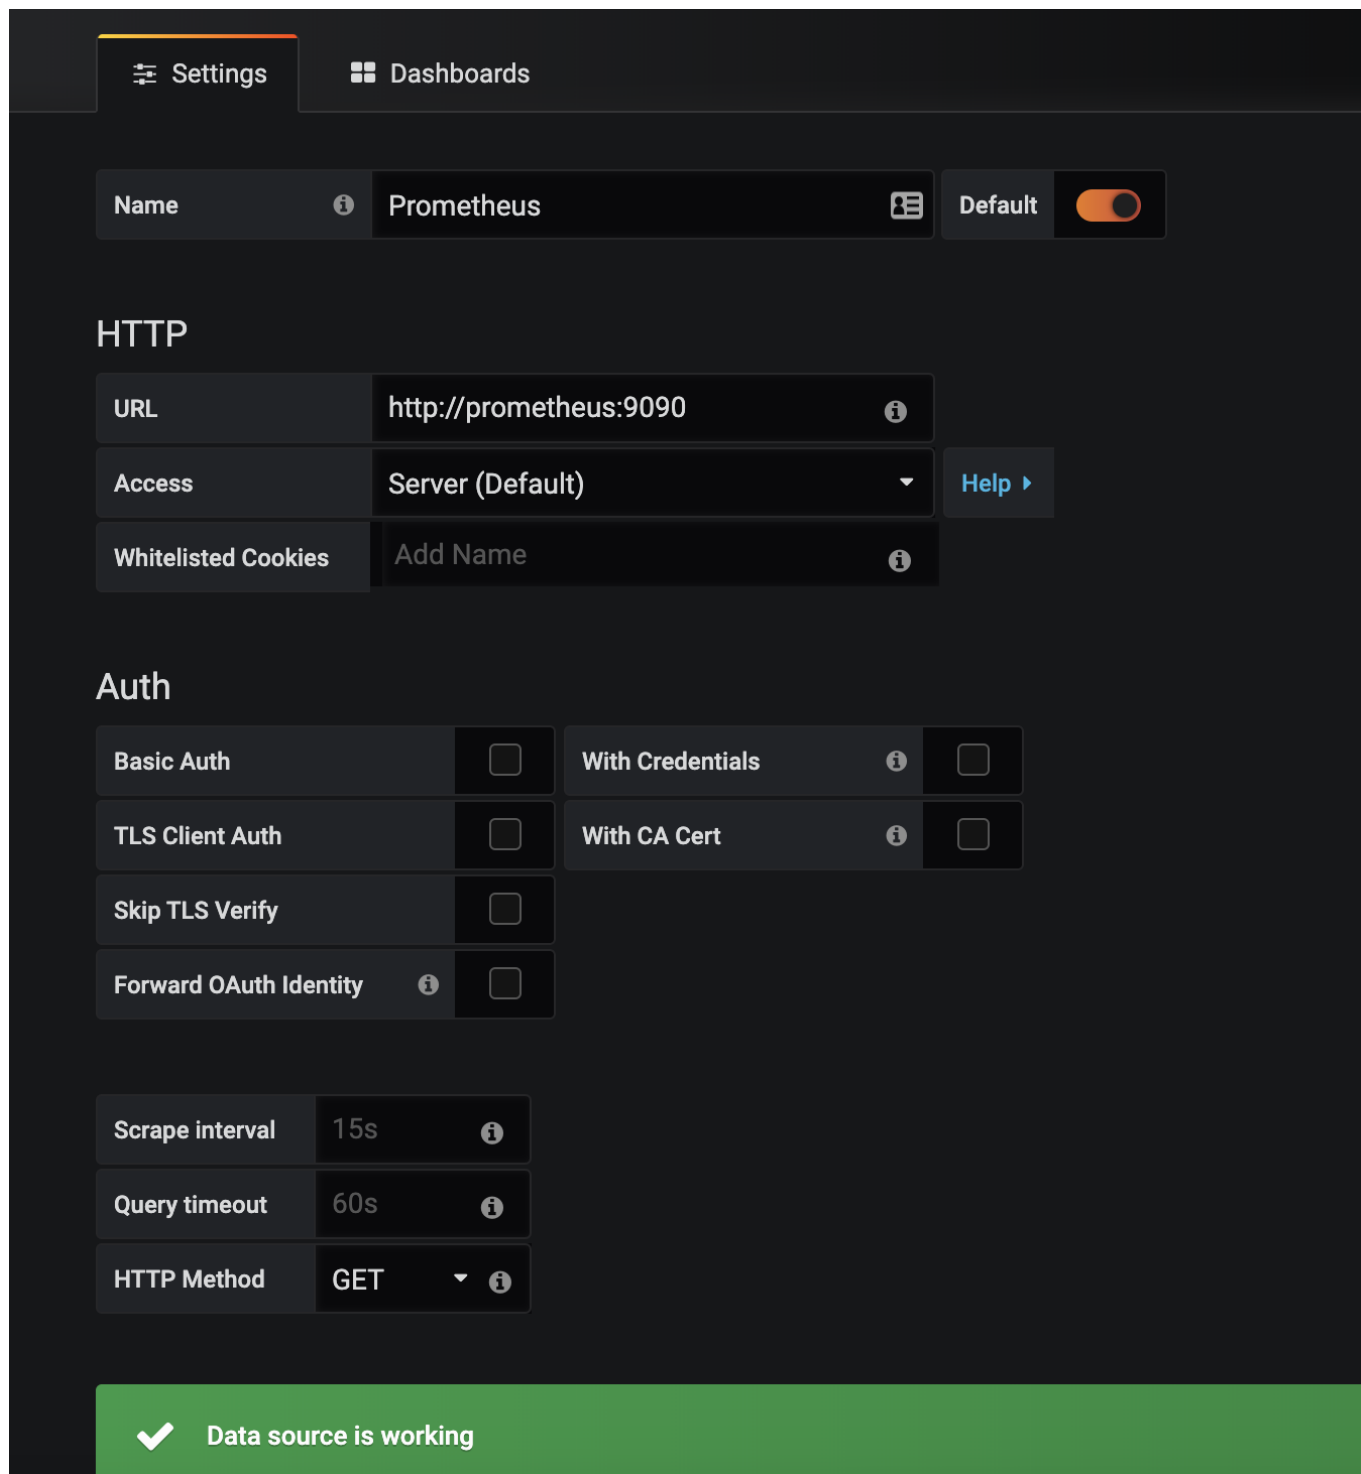 Settings Dashboards
Name Prometheus Default
HTTP
URL http://prometheus:9090
Access Server (Default) Help
Whitelisted Cookies Add Name
Auth
Basic Auth With Credentials
TLS Client Auth With CA Cert
Skip TLS Verify
Forward OAuth Identity
Scrape interval 15s
Query timeout 60s
HTTP Method GET
Data source is working